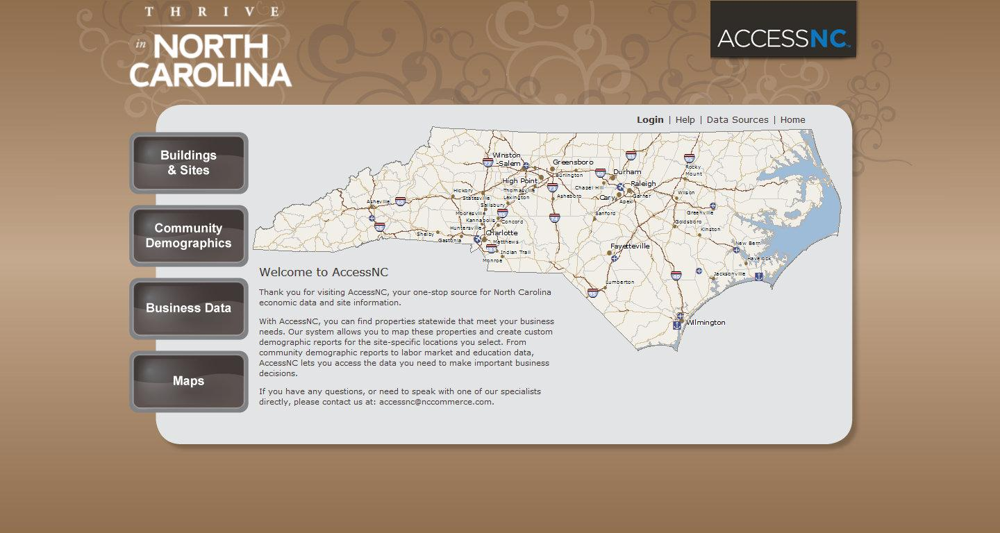 THRIVE
in NORTH
CAROLINA
ACCESSNC
Login | Help | Data Sources | Home
Buildings
& Sites
Community
Demographics
Business Data
Maps
Winston
-Salem
Greensboro
Burlington
Durham
High Point
Chapel Hill
Raleigh
Rocky
Mount
Hickory
Statesville
Thomasville
Lexington
Asheboro
Cary
Apex
Garner
Wilson
Asheville
Salisbury
Mooresville
Kannapolis
Concord
Sanford
Greenville
Goldsboro
Huntersville
Kinston
Shelby
Gastonia
Charlotte
Matthews
Indian Trail
Monroe
Fayetteville
New Bern
Havelock
Jacksonville
Lumberton
Wilmington
Welcome to AccessNC
Thank you for visiting AccessNC, your one-stop source for North Carolina
economic data and site information.
With AccessNC, you can find properties statewide that meet your business
needs. Our system allows you to map these properties and create custom
demographic reports for the site-specific locations you select. From
community demographic reports to labor market and education data,
AccessNC lets you access the data you need to make important business
decisions.
If you have any questions, or need to speak with one of our specialists
directly, please contact us at: accessnc@nccommerce.com.